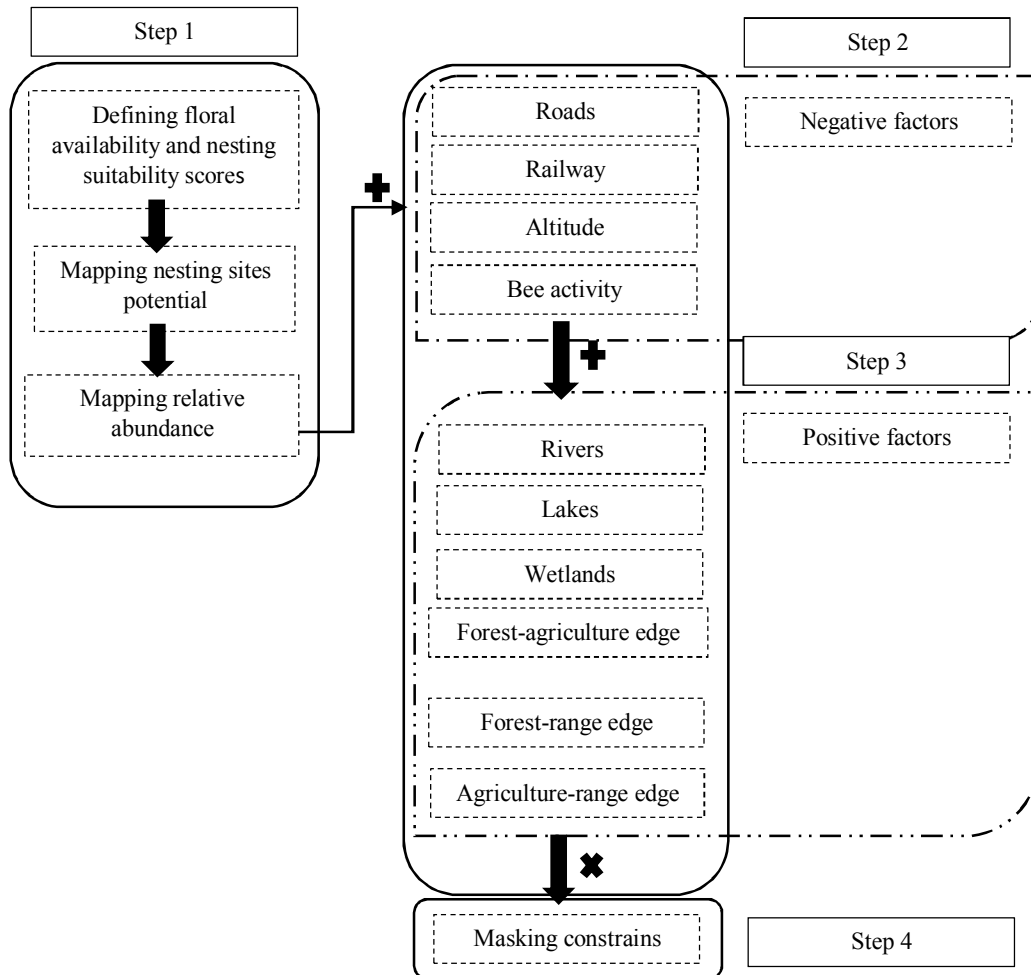 Step 1
Defining floral
availability and nesting
suitability scores
Mapping nesting sites
potential
Mapping relative
abundance
Step 2
Roads
Negative factors
Railway
Altitude
Bee activity
Step 3
Positive factors
Rivers
Lakes
Wetlands
Forest-agriculture edge
Forest-range edge
Agriculture-range edge
Masking constrains
Step 4